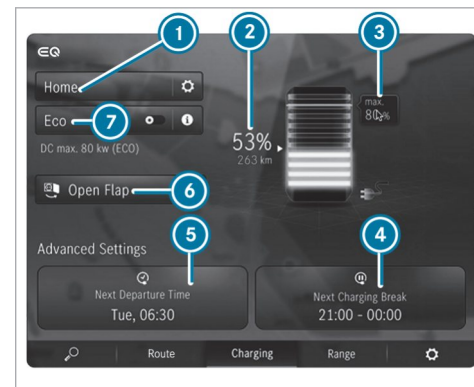 1
2
3
EQ
Home
max.
80%
Eco
7
53%
DC max. 80 kw (ECO)
263 km
Open Flap
6
5
4
Advanced Settings
Next Departure Time
Next Charging Break
Tue, 06:30
21:00 - 00:00
Route
Charging
Range